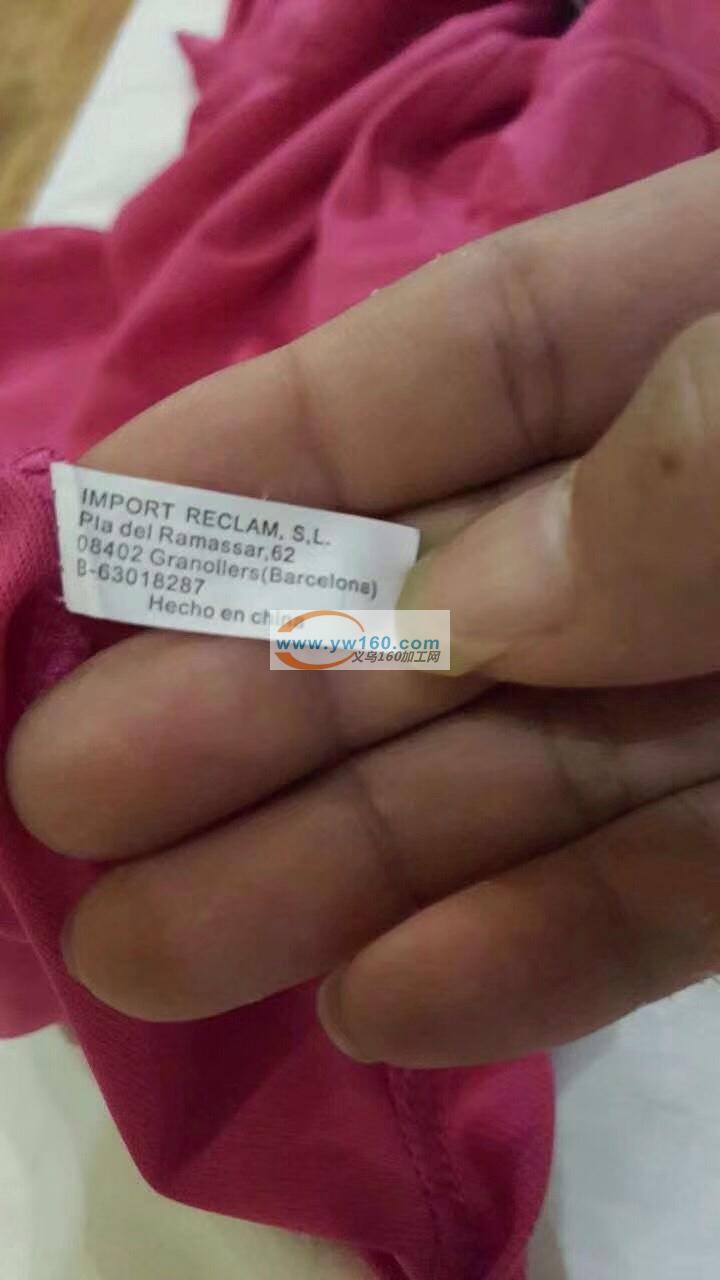 IMPORT RECLAM, S,L.
Pla del Ramassar,62
08402 Granollers(Barcelona)
B-63018287
Hecho en china
www.yw160.com
义乌160加工网